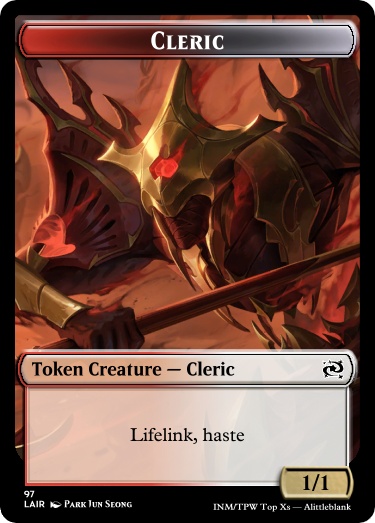 Cleric
Token Creature — Cleric
Lifelink, haste
1/1
97
LAIR Park Jun Seong
INM/TPW Top Xs — Alittleblank